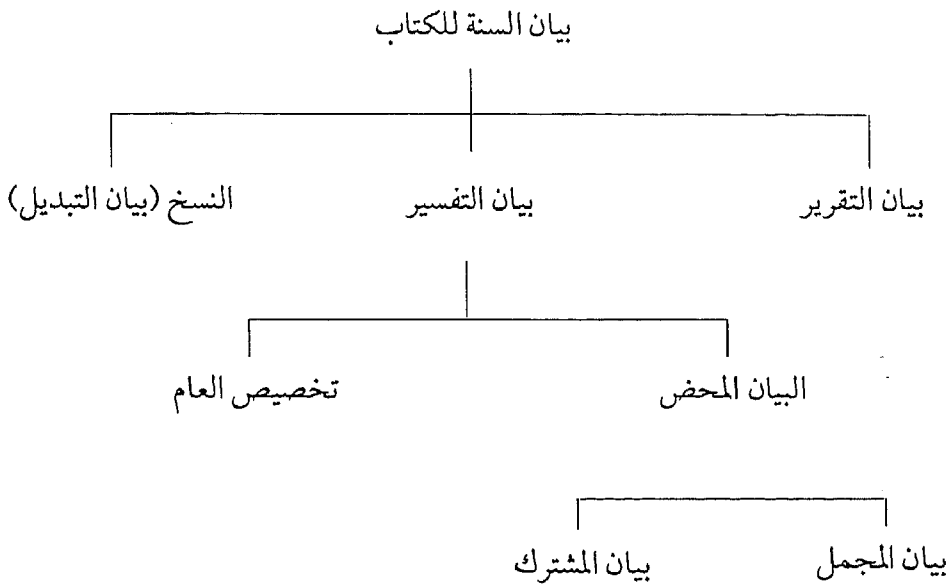 بيان السنة للكتاب
بيان التقرير بيان التفسير النسخ (بيان التبديل)
البيان المحض تخصيص العام
بيان المجمل بيان المشترك